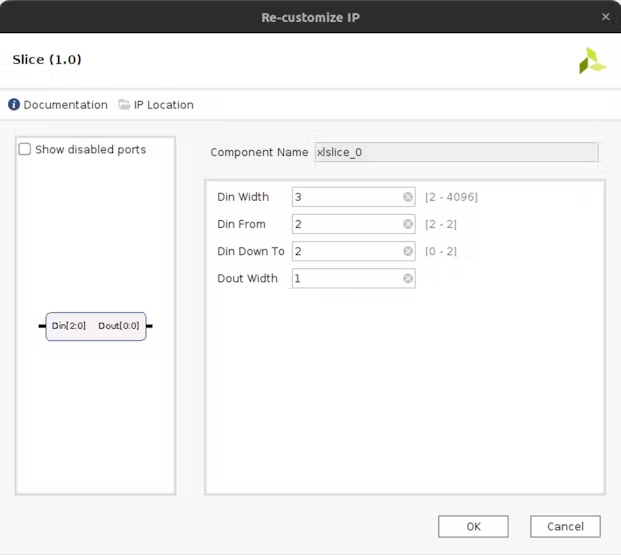 Re-customize IP
Slice (1.0)
Documentation IP Location
Show disabled ports
Component Name xlslice_0
Din Width 3 [2 - 4096]
Din From 2 [2 - 2]
Din Down To 2 [0 - 2]
Dout Width 1
Din[2:0] Dout[0:0]
OK Cancel